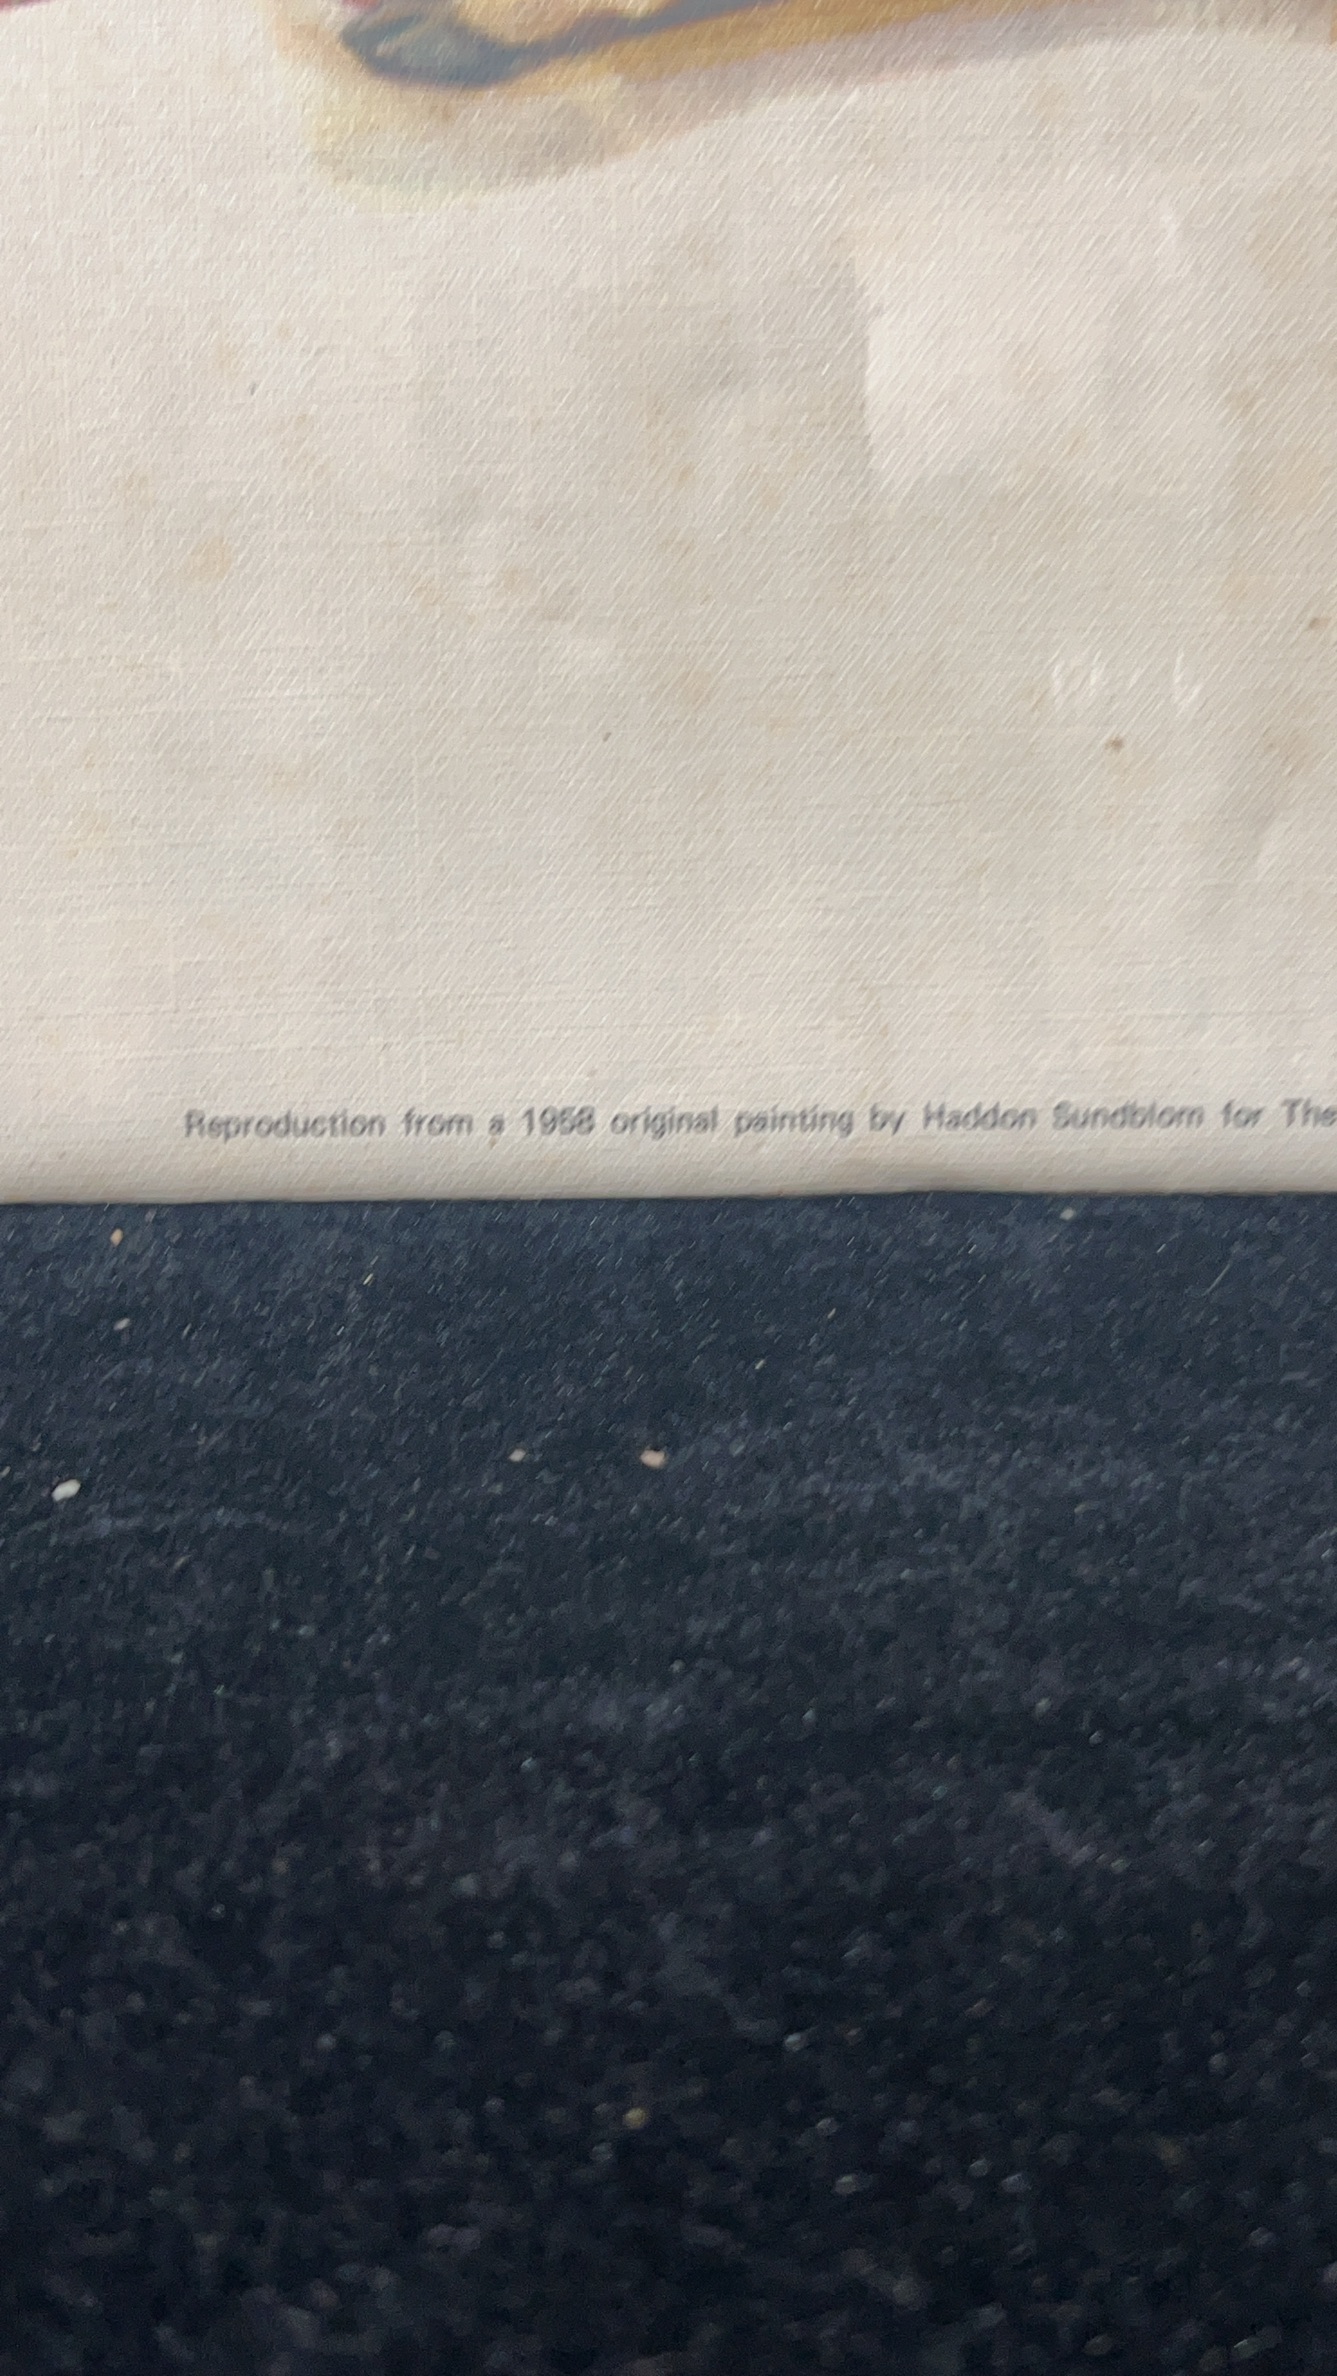 Reproduction from a 1958 original painting by Haddon Sundblom for The